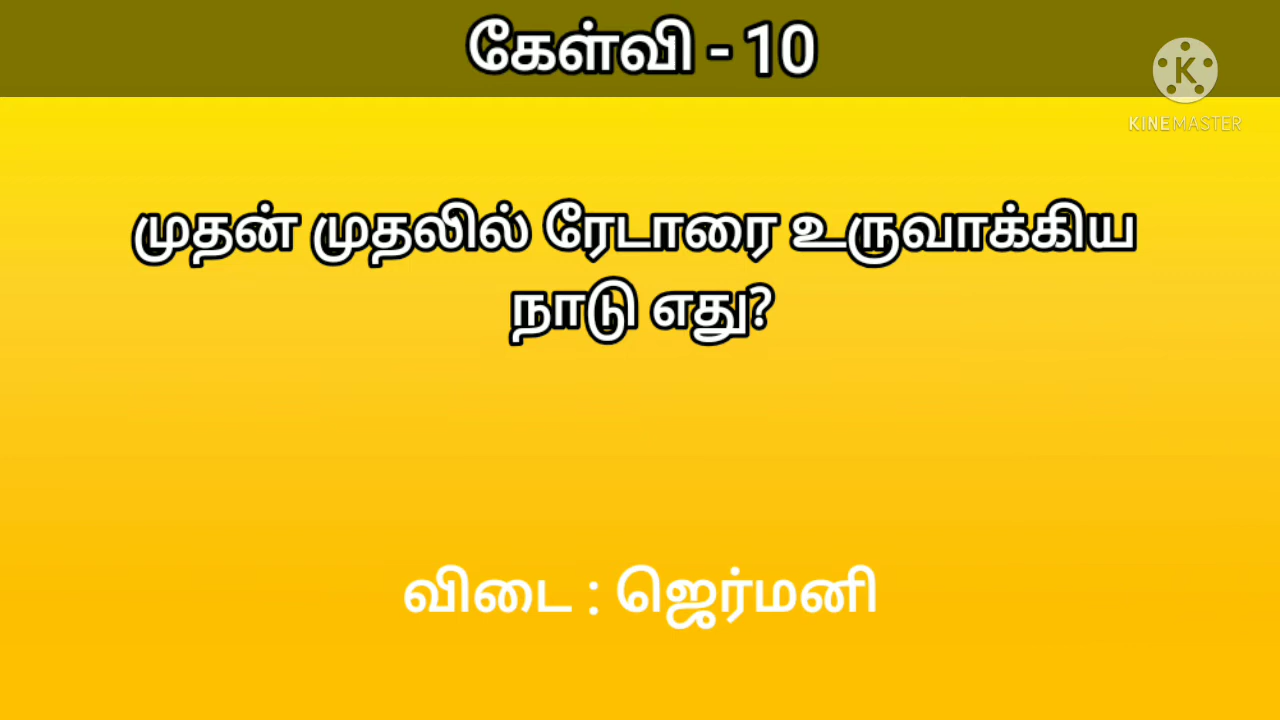 கேள்வி - 10
K
KINEMASTER
முதன் முதலில் ரேடாரை உருவாக்கிய
நாடு எது?
விடை : ஜெர்மனி